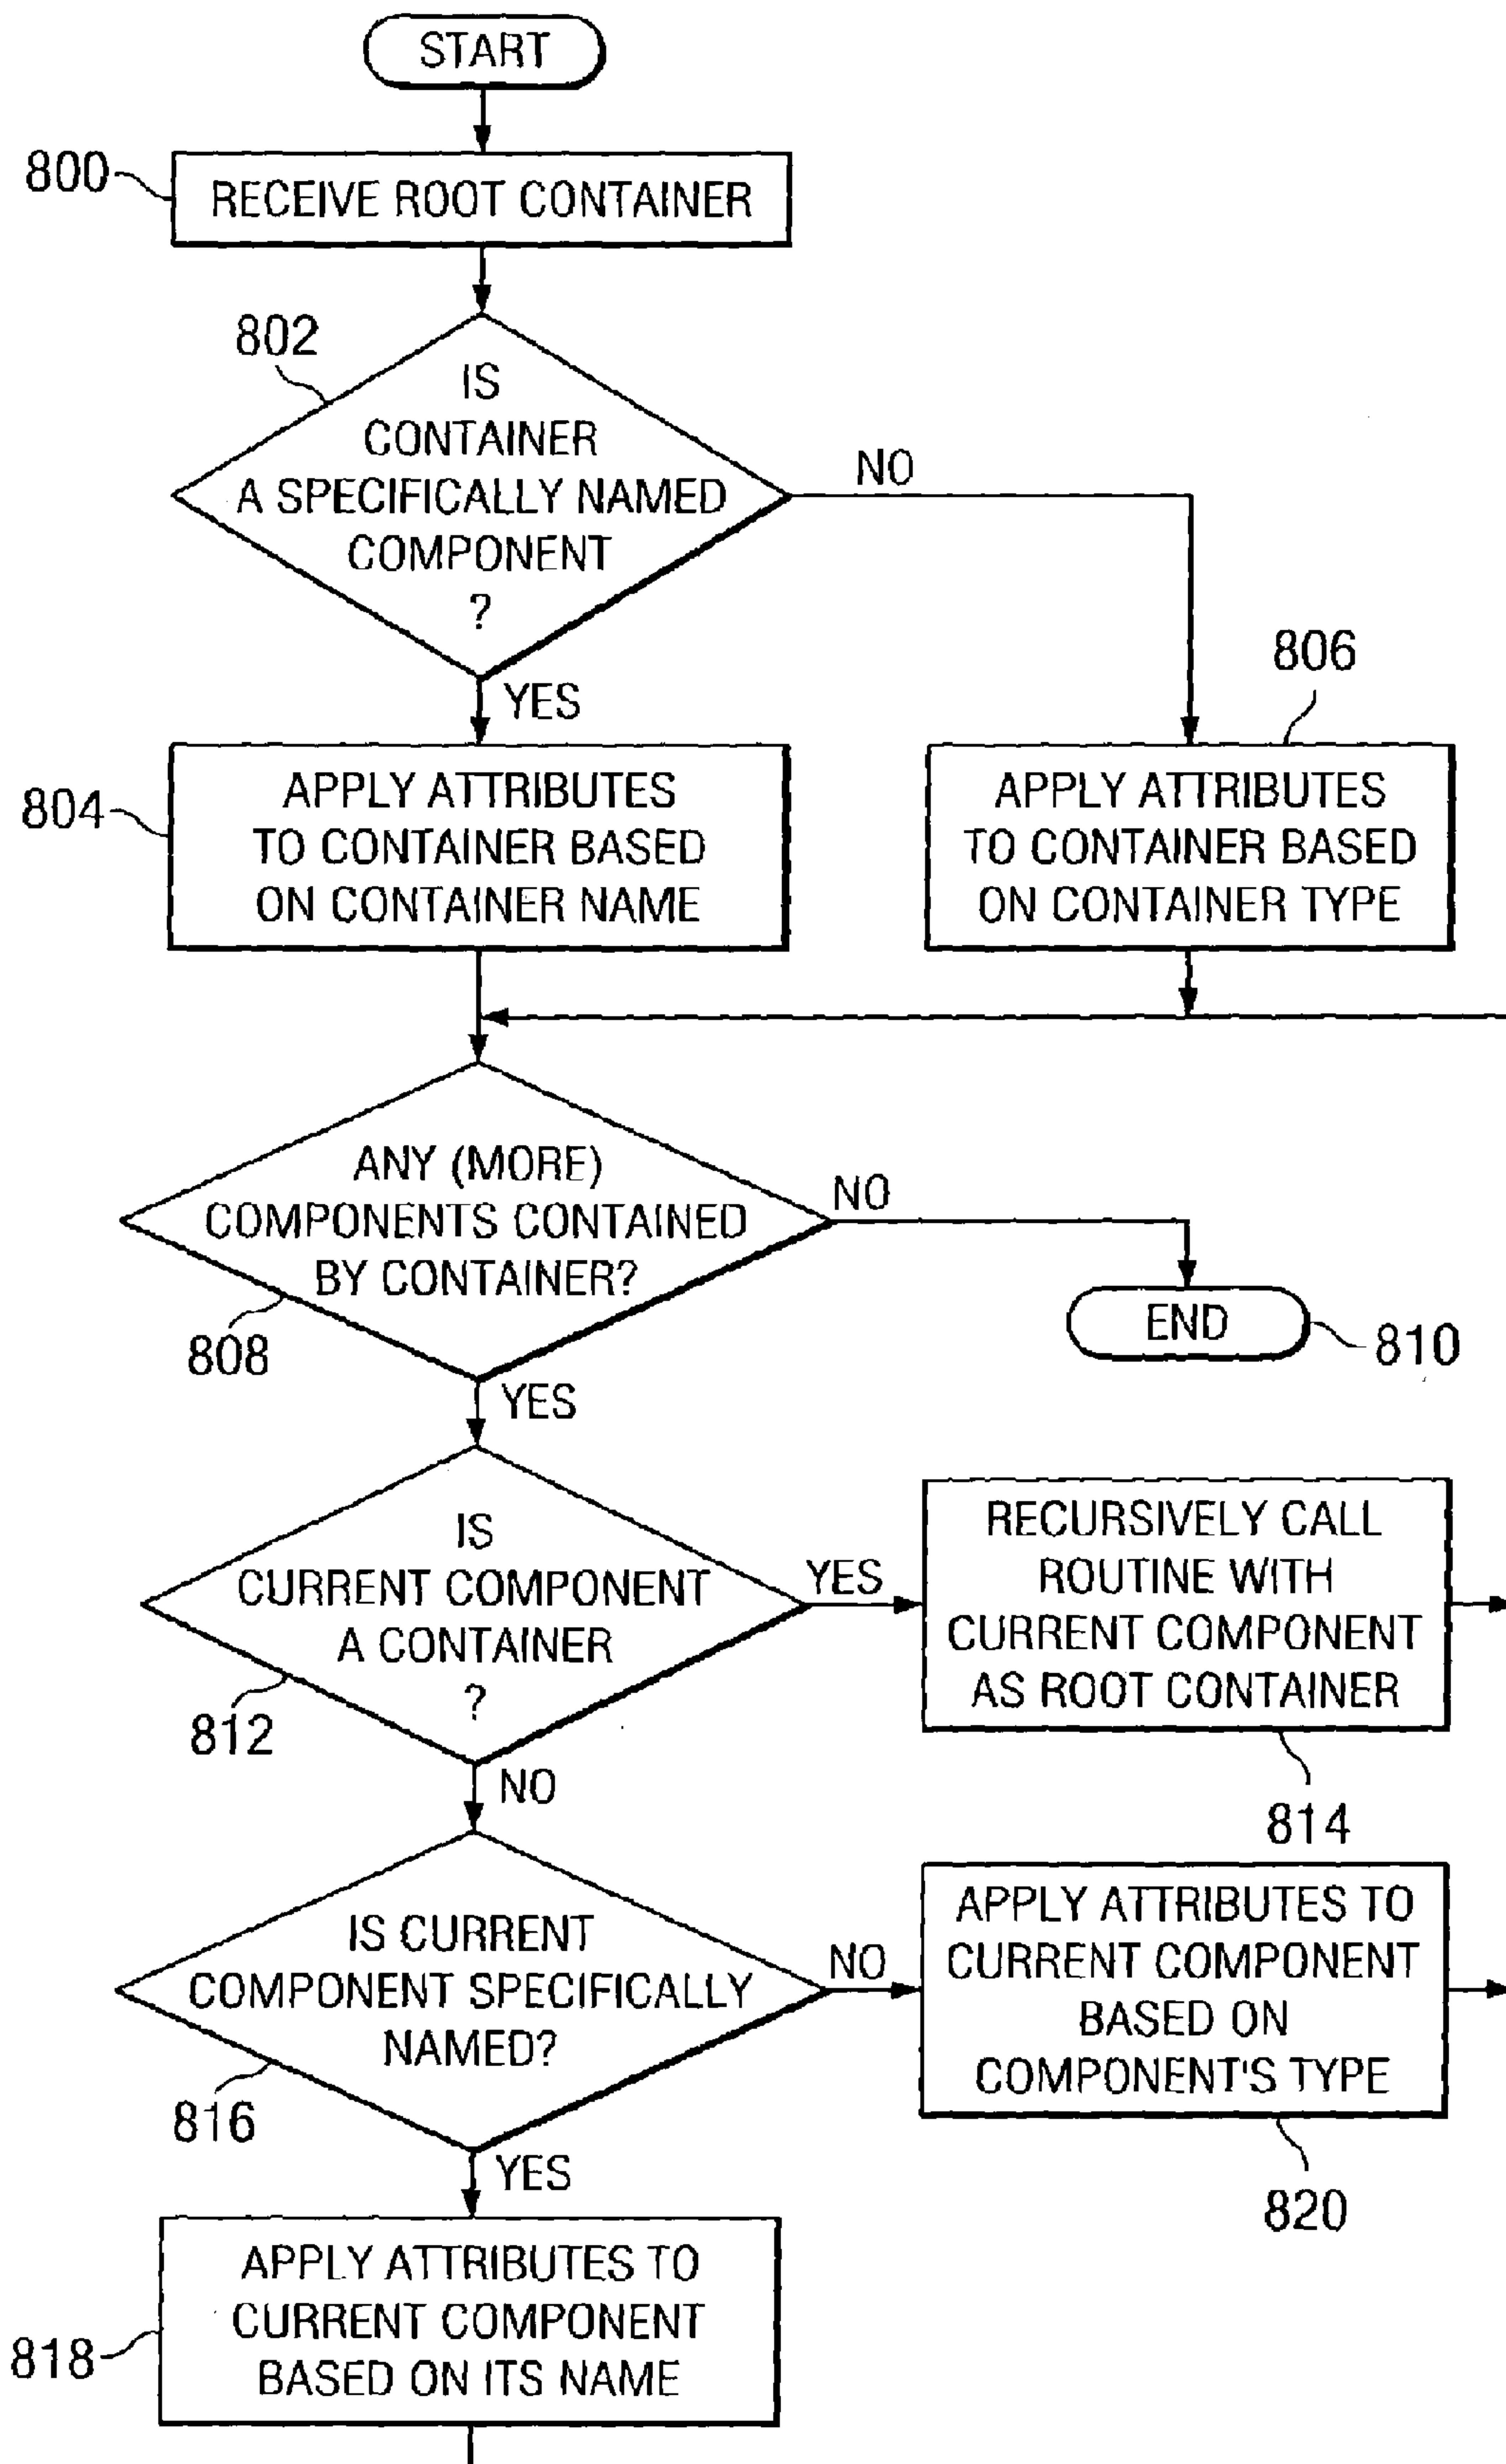 START
800
RECEIVE ROOT CONTAINER
802
IS
CONTAINER
A SPECIFICALLY NAMED
COMPONENT
?
NO
YES
804
APPLY ATTRIBUTES
TO CONTAINER BASED
ON CONTAINER NAME
806
APPLY ATTRIBUTES
TO CONTAINER BASED
ON CONTAINER TYPE
ANY (MORE)
COMPONENTS CONTAINED
BY CONTAINER?
808
NO
END
810
YES
IS
CURRENT COMPONENT
A CONTAINER
?
812
YES
RECURSIVELY CALL
ROUTINE WITH
CURRENT COMPONENT
AS ROOT CONTAINER
814
NO
IS CURRENT
COMPONENT SPECIFICALLY
NAMED?
816
NO
APPLY ATTRIBUTES TO
CURRENT COMPONENT
BASED ON
COMPONENT'S TYPE
820
YES
818
APPLY ATTRIBUTES TO
CURRENT COMPONENT
BASED ON ITS NAME